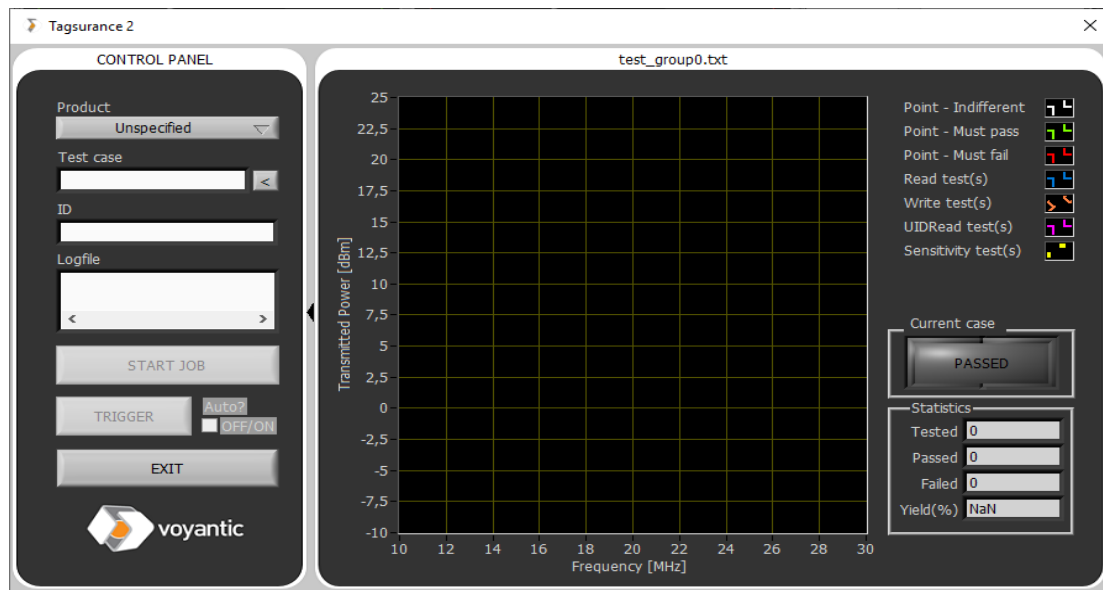 Tagsurance 2
CONTROL PANEL
Product
Unspecified
Test case
<
ID
Logfile
< >
START JOB
TRIGGER
Auto?
OFF/ON
EXIT
voyantic
test_group0.txt
Transmitted Power [dBm]
25
22,5
20
17,5
15
12,5
10
7,5
5
2,5
0
-2,5
-5
-7,5
-10
10 12 14 16 18 20 22 24 26 28 30
Frequency [MHz]
Point - Indifferent
Point - Must pass
Point - Must fail
Read test(s)
Write test(s)
UIDRead test(s)
Sensitivity test(s)
Current case
PASSED
Statistics
Tested 0
Passed 0
Failed 0
Yield(%) NaN